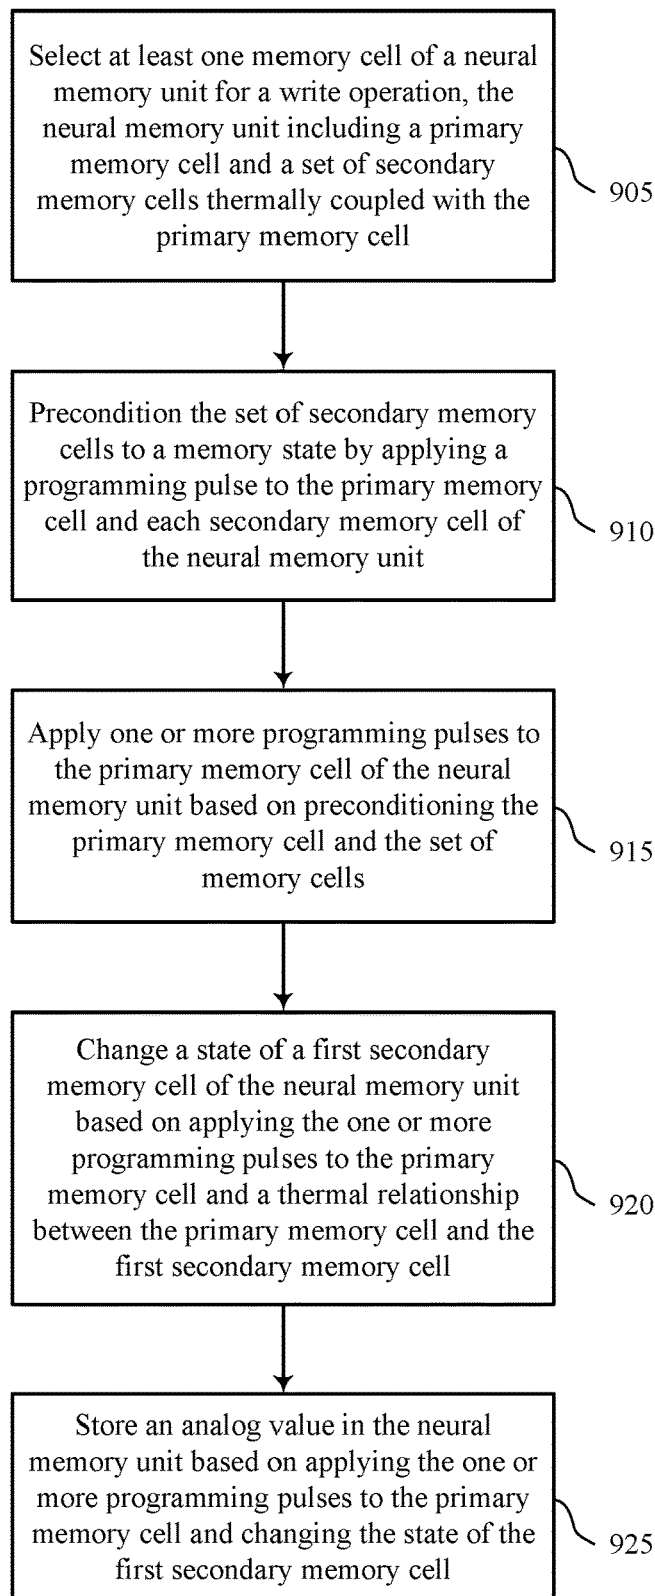 Select at least one memory cell of a neural
memory unit for a write operation, the
neural memory unit including a primary
memory cell and a set of secondary
memory cells thermally coupled with the
primary memory cell
905
Precondition the set of secondary memory
cells to a memory state by applying a
programming pulse to the primary memory
cell and each secondary memory cell of
the neural memory unit
910
Apply one or more programming pulses to
the primary memory cell of the neural
memory unit based on preconditioning the
primary memory cell and the set of
memory cells
915
Change a state of a first secondary
memory cell of the neural memory unit
based on applying the one or more
programming pulses to the primary
memory cell and a thermal relationship
between the primary memory cell and the
first secondary memory cell
920
Store an analog value in the neural
memory unit based on applying the one or
more programming pulses to the primary
memory cell and changing the state of the
first secondary memory cell
925